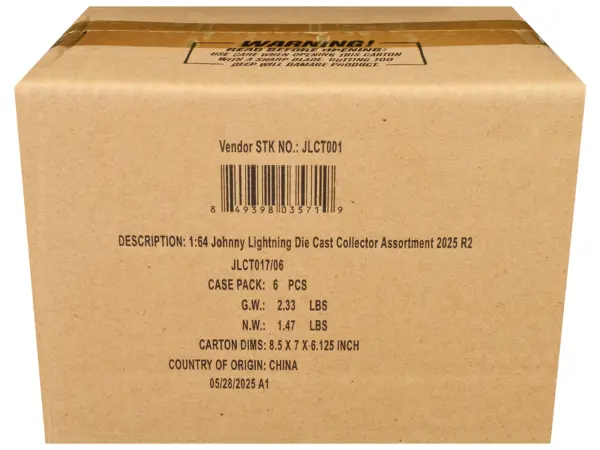 WARNING!
READ BEFORE OPENING:
USE CARE WHEN OPENING THIS CARTON
WITH A SHARP BLADE. CUTTING TOO
DEEP WILL DAMAGE PRODUCT.
Vendor STK NO.: JLCT001
8 49398 03571 9
DESCRIPTION: 1:64 Johnny Lightning Die Cast Collector Assortment 2025 R2
JLCT017/06
CASE PACK: 6 PCS
G.W.: 2.33 LBS
N.W.: 1.47 LBS
CARTON DIMS: 8.5 X 7 X 6.125 INCH
COUNTRY OF ORIGIN: CHINA
05/28/2025 A1